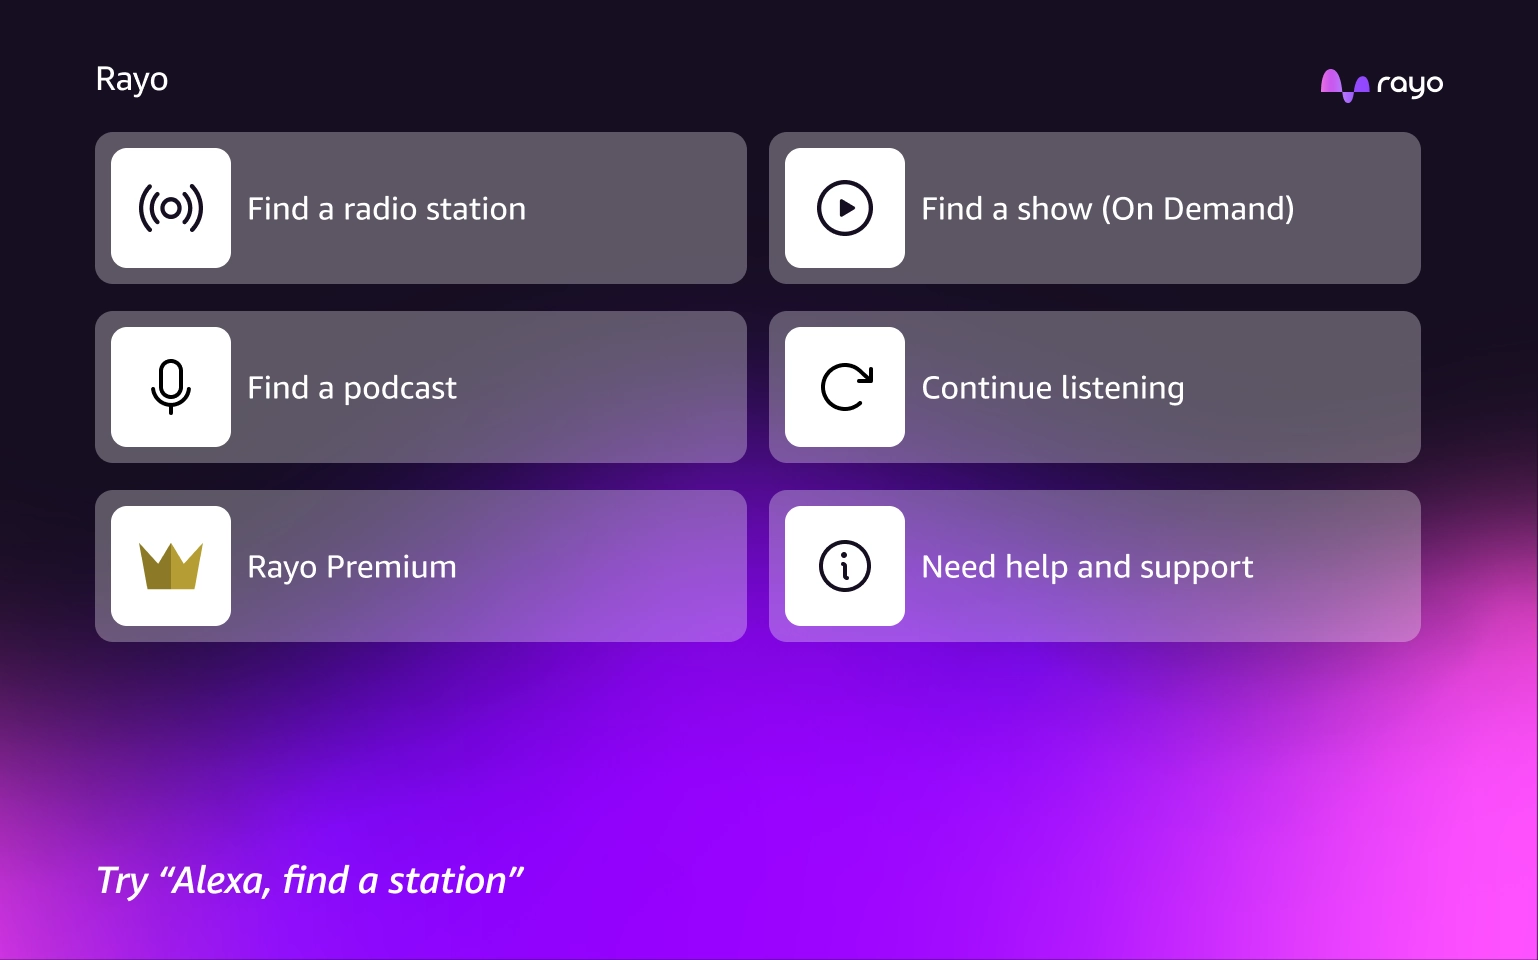 Rayo
rayo
Find a radio station
Find a show (On Demand)
Find a podcast
Continue listening
Rayo Premium
Need help and support
Try “Alexa, find a station”